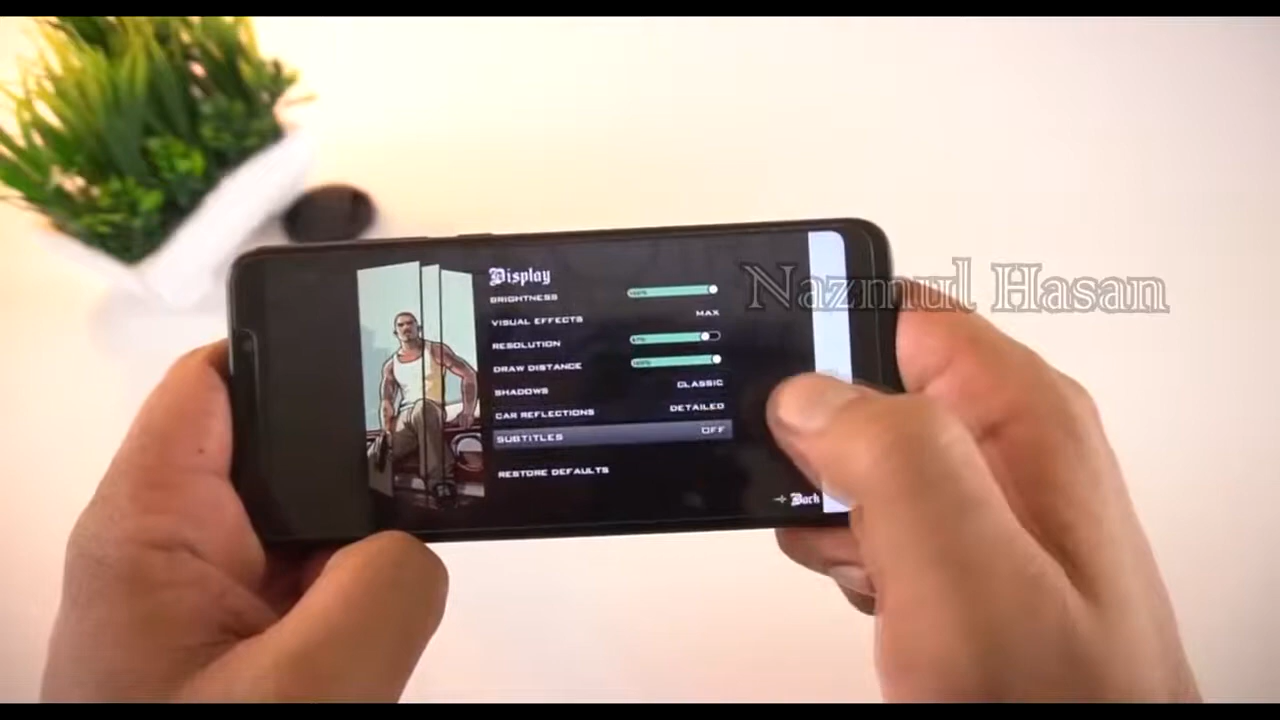 Display
BRIGHTNESS
VISUAL EFFECTS MAX
RESOLUTION
DRAW DISTANCE
SHADOWS CLASSIC
CAR REFLECTIONS DETAILED
SUBTITLES OFF
RESTORE DEFAULTS
Back
Nazmul Hasan